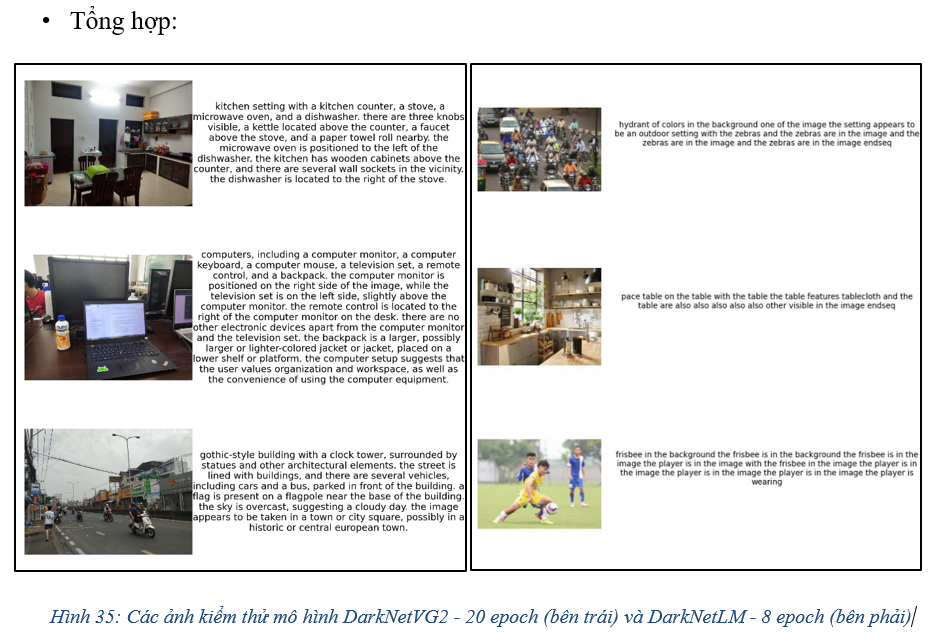 • Tổng hợp:
kitchen setting with a kitchen counter, a stove, a
microwave oven, and a dishwasher. there are three knobs
visible, a kettle located above the counter, a faucet
above the stove, and a paper towel roll nearby. the
microwave oven is positioned to the left of the
dishwasher. the kitchen has wooden cabinets above the
counter, and there are several wall sockets in the vicinity.
the dishwasher is located to the right of the stove.
computers, including a computer monitor, a computer
keyboard, a computer mouse, a television set, a remote
control, and a backpack. the computer monitor is
positioned on the right side of the image, while the
television set is on the left side, slightly above the
computer monitor. the remote control is located to the
right of the computer monitor on the desk. there are no
other electronic devices apart from the computer monitor
and the television set. the backpack is a larger, possibly
larger or lighter-colored jacket or jacket, placed on a
lower shelf or platform. the computer setup suggests that
the user values organization and workspace, as well as
the convenience of using the computer equipment.
gothic-style building with a clock tower, surrounded by
statues and other architectural elements. the street is
lined with buildings, and there are several vehicles,
including cars and a bus, parked in front of the building. a
flag is present on a flagpole near the base of the building.
the sky is overcast, suggesting a cloudy day. the image
appears to be taken in a town or city square, possibly in a
historic or central european town.
hydrant of colors in the background one of the image the setting appears to
be an outdoor setting with the zebras and the zebras are in the image and the
zebras are in the image and the zebras are in the image endseq
pace table on the table with the table the table features tablecloth and the
table are also also also also also other visible in the image endseq
frisbee in the background the frisbee is in the background the frisbee is in the
image the player is in the image with the frisbee in the image the player is in
the image the player is in the image the player is in the image the player is
wearing
Hình 35: Các ảnh kiểm thử mô hình DarkNetVG2 - 20 epoch (bên trái) và DarkNetLM - 8 epoch (bên phải)